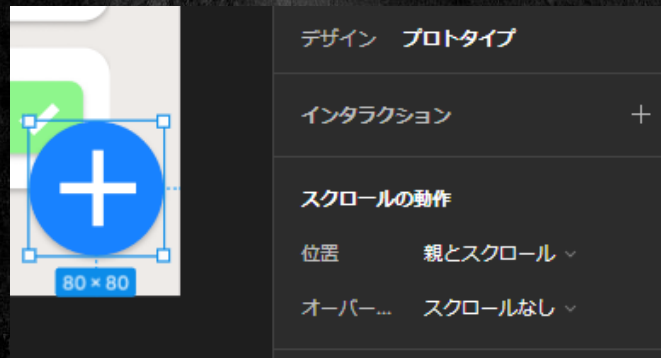 デザイン プロトタイプ
インタラクション
スクロールの動作
位置 親とスクロール
オーバー... スクロールなし
80 × 80